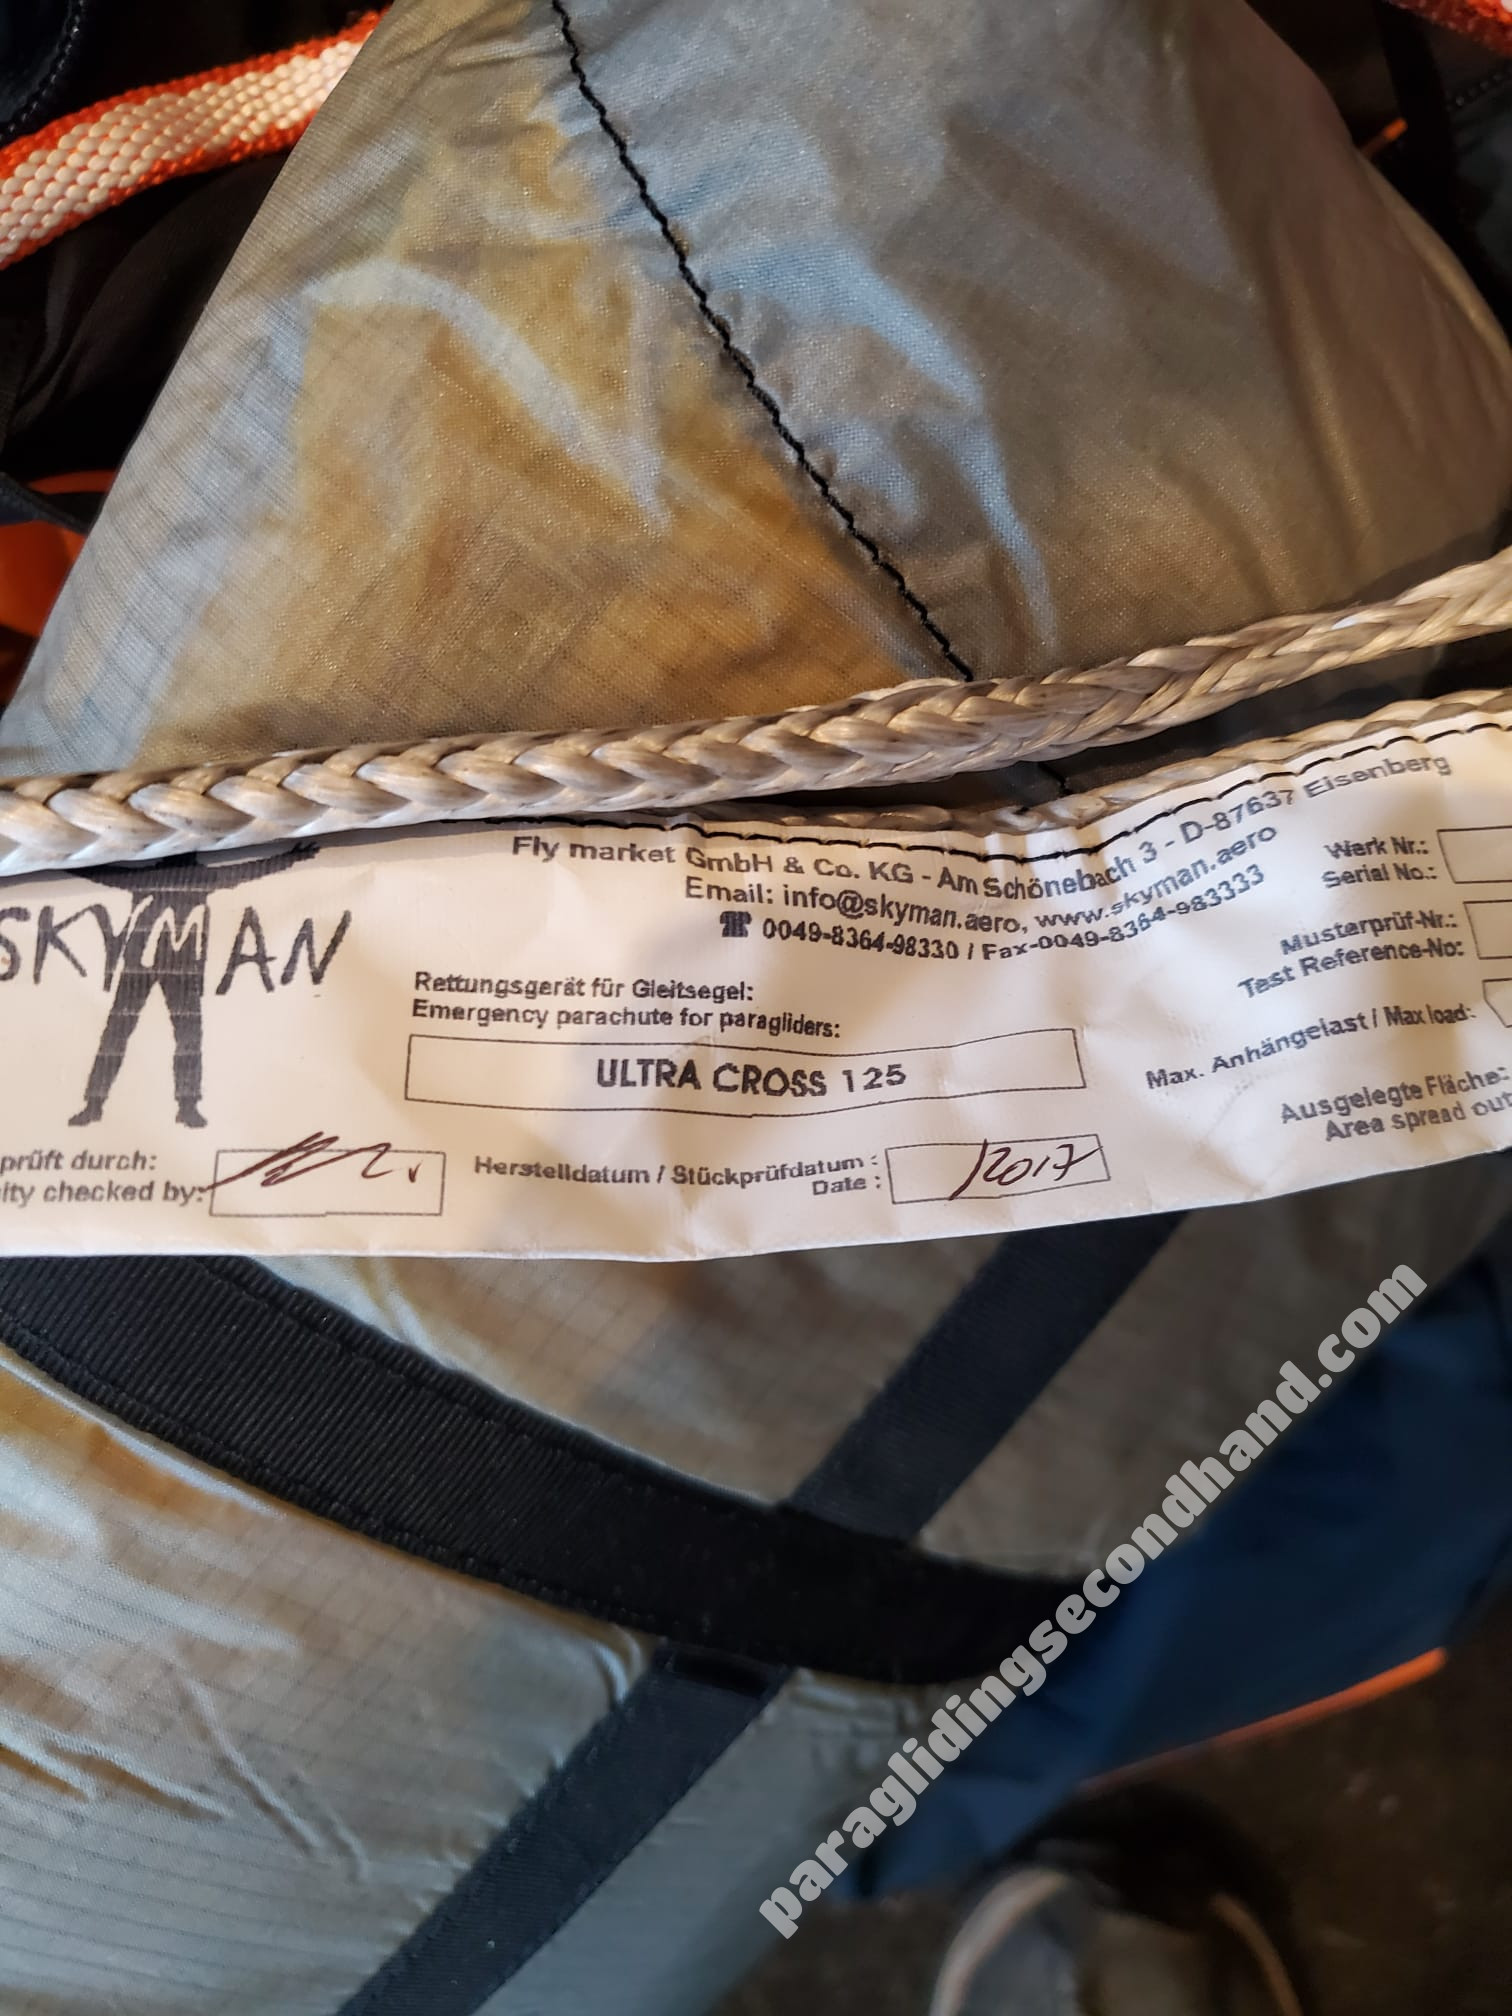 SKYMAN
Fly market GmbH & Co. KG - Am Schönebach 3 - D-87637 Eisenberg
Email: info@skyman.aero, www.skyman.aero
☎ 0049-8364-98330 / Fax-0049-8364-983333
Rettungsgerät für Gleitsegel:
Emergency parachute for paragliders:
ULTRA CROSS 125
prüft durch:
ity checked by:
Herstelldatum / Stückprüfdatum :
Date :
/2017
Werk Nr.:
Serial No.:
Musterprüf-Nr.:
Test Reference-No:
Max. Anhängelast / Max load:
Ausgelegte Fläche:
Area spread out
paraglidingsecondhand.com